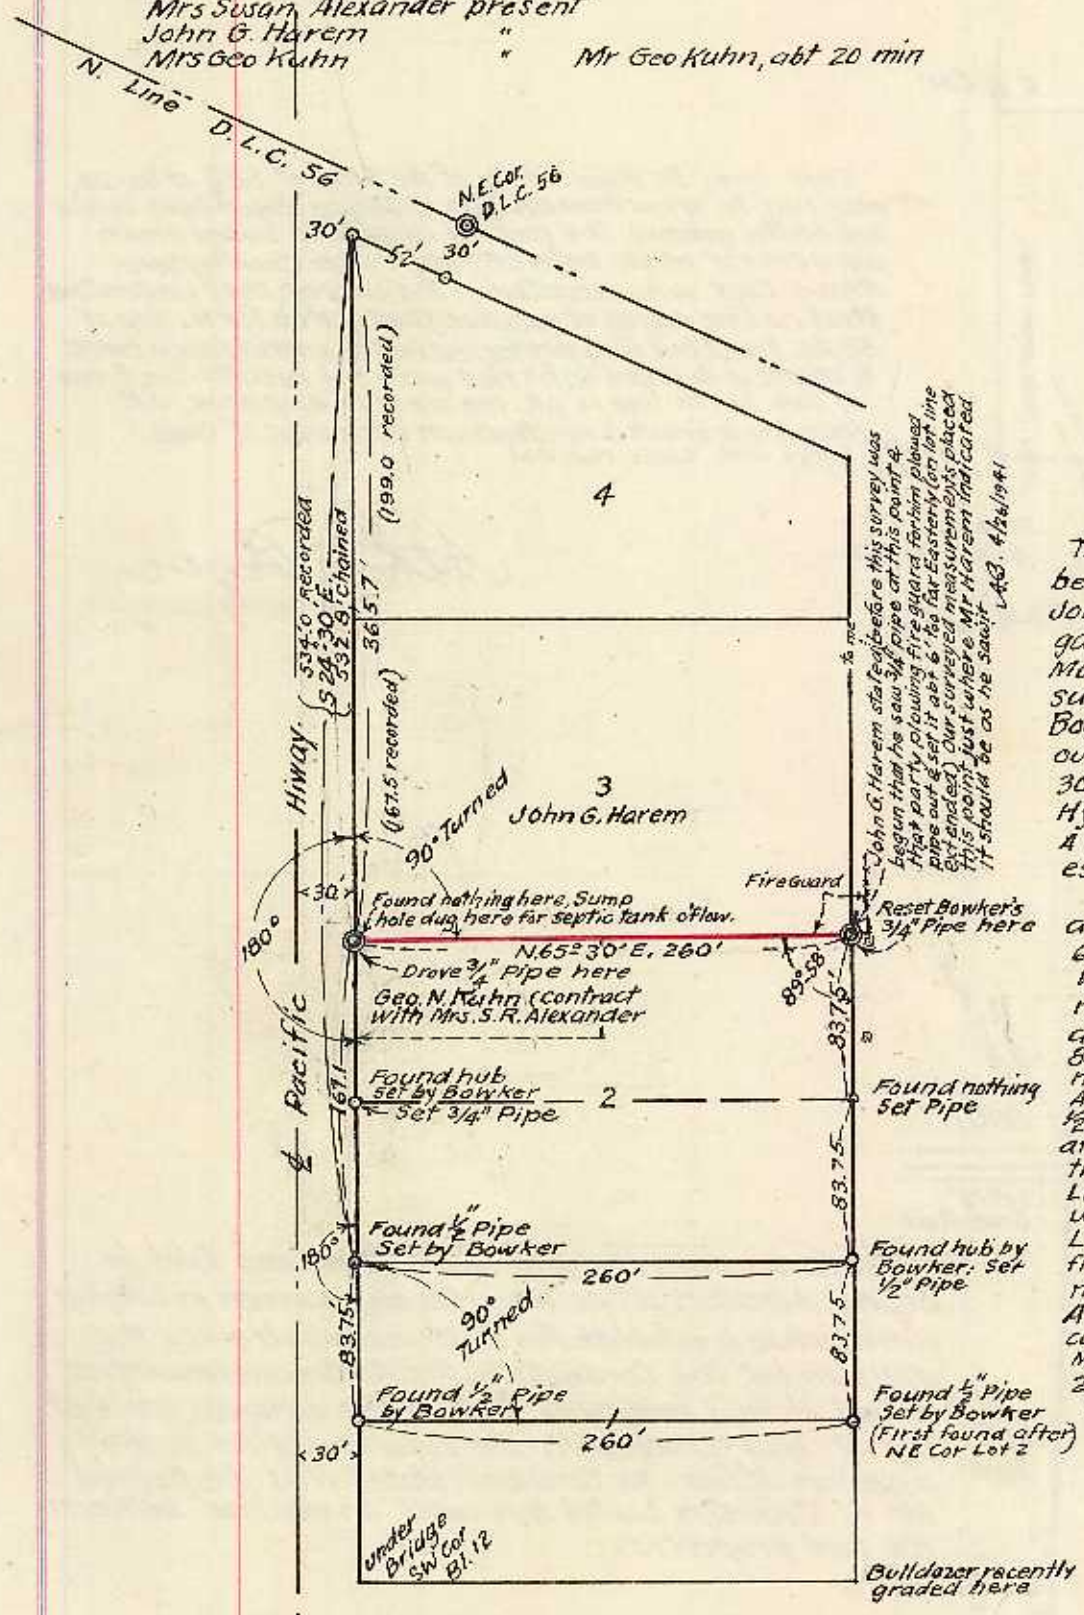 Mrs Susan Alexander present
John G. Harem "
Mrs Geo Kuhn " Mr Geo Kuhn, abt 20 min
N. Line D.L.C. 56
N.E. Cor.
D.L.C. 56
30'
52'
30'
(199.0 recorded)
534.0 RECORDED
S 24°30' E.
532.8' Chained
365.7'
4
(167.5 recorded)
3
John G. Harem
to me
John G. Harem stated before this survey was
begun that he saw 3/4" pipe at this point &
that party plowing fireguard for him plowed
pipe out & set it abt 6' too far Easterly (on lot line
extended) Our surveyed measurements placed
this point just where Mr Harem indicated
it should be as he saw it
4/26/1941
℄ Pacific Hiway.
90° Turned
30'
180°
Found nothing here, Sump
hole dug here for septic tank o'flow.
Fire Guard
Reset Bowker's
3/4" Pipe here
N.65°30' E. 260'
89°-58'
Drove 3/4" Pipe here
Geo. N. Kuhn (contract
with Mrs. S.R. Alexander
83.75'
167.1
Found hub
Set by Bowker
Set 3/4" Pipe
2
Found nothing
Set Pipe
83.75
Found 1/2" Pipe
Set by Bowker
180°
260'
Found hub by
Bowker: Set
1/2" Pipe
90°
Turned
83.75'
83.75
Found 1/2" Pipe
by Bowker
260'
Found 1/2" Pipe
Set by Bowker
(First found after)
NE Cor Lot 2
30'
under
Bridge
SW Cor
Bl. 12
Bulldozer recently
graded here